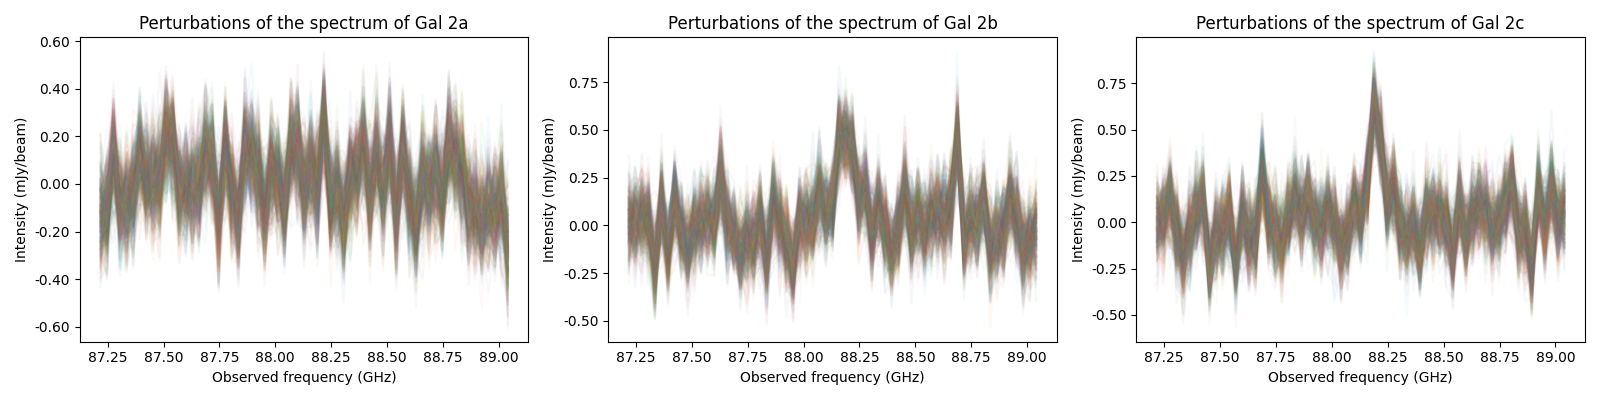 Perturbations of the spectrum of Gal 2a
0.60
0.40
0.20
0.00
-0.20
-0.40
-0.60
Intensity (mJy/beam)
87.25 87.50 87.75 88.00 88.25 88.50 88.75 89.00
Observed frequency (GHz)
Perturbations of the spectrum of Gal 2b
0.75
0.50
0.25
0.00
-0.25
-0.50
Intensity (mJy/beam)
87.25 87.50 87.75 88.00 88.25 88.50 88.75 89.00
Observed frequency (GHz)
Perturbations of the spectrum of Gal 2c
0.75
0.50
0.25
0.00
-0.25
-0.50
Intensity (mJy/beam)
87.25 87.50 87.75 88.00 88.25 88.50 88.75 89.00
Observed frequency (GHz)